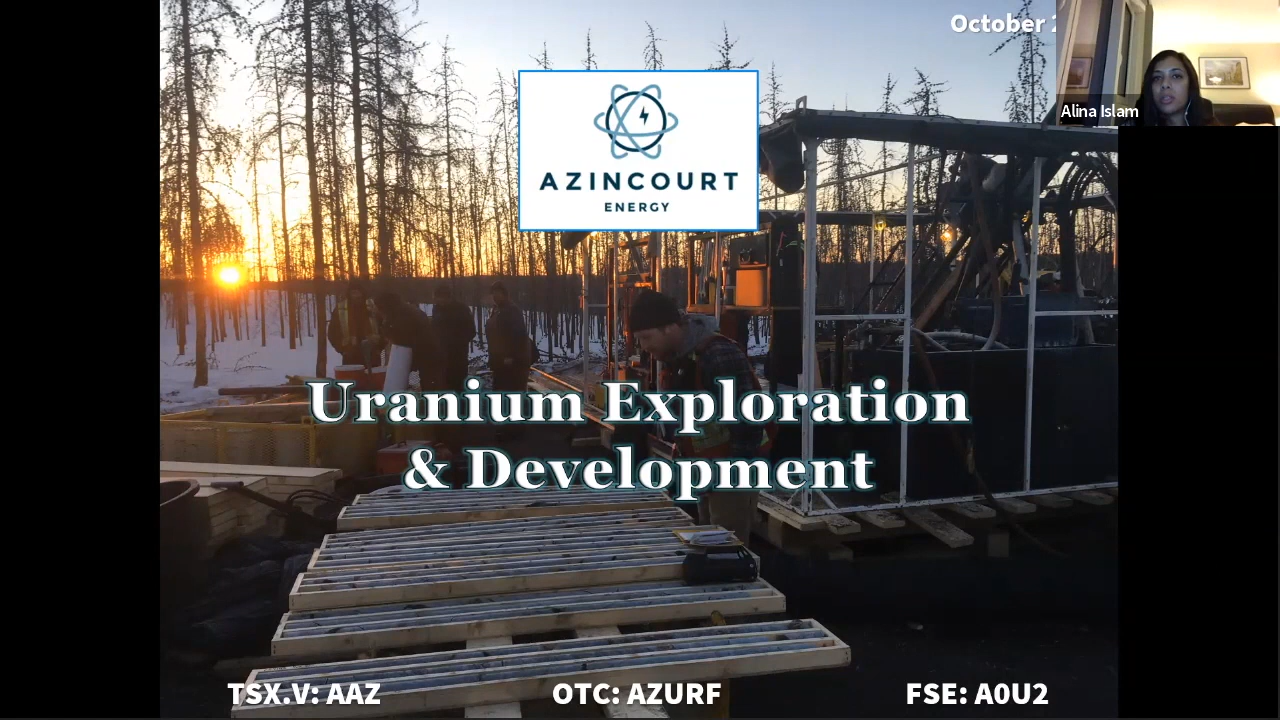 October
Alina Islam
AZINCOURT
ENERGY
Uranium Exploration
& Development
TSX.V: AAZ
OTC: AZURF
FSE: A0U2